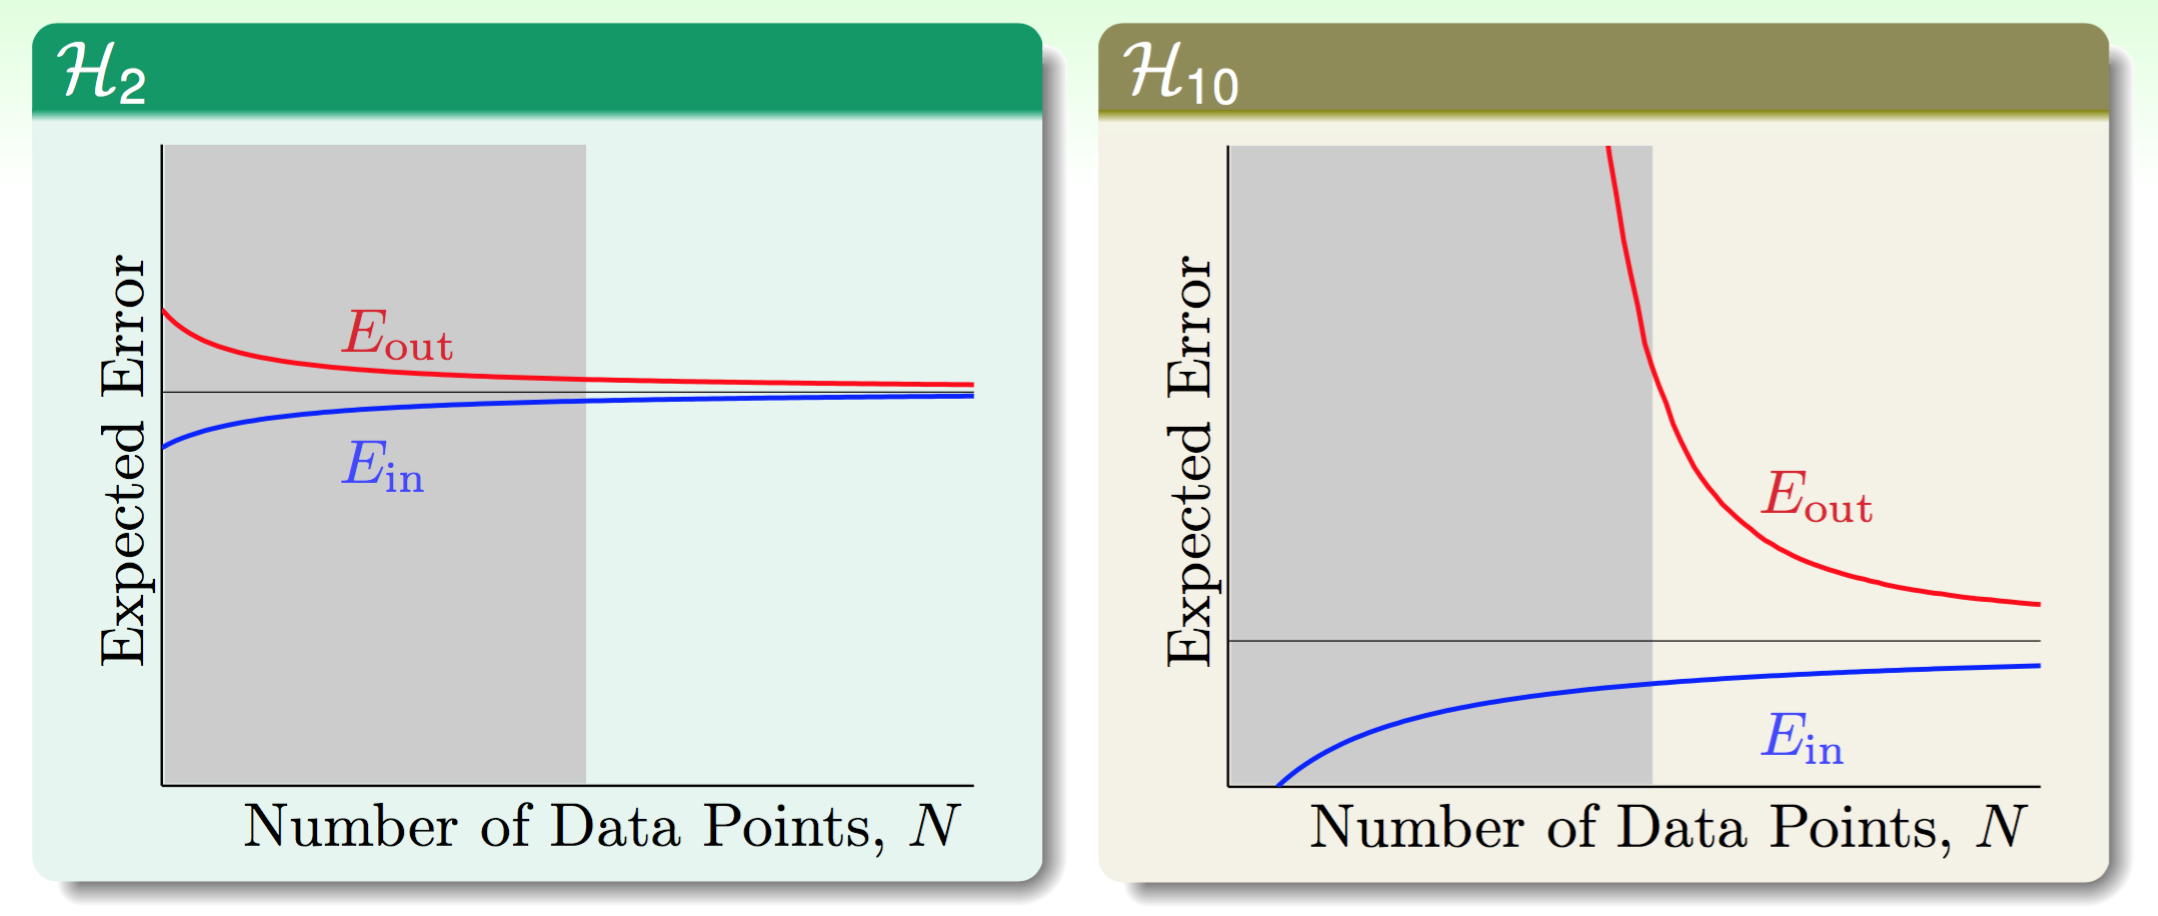 H2
Expected Error
Eout
Ein
Number of Data Points, N
H10
Expected Error
Eout
Ein
Number of Data Points, N